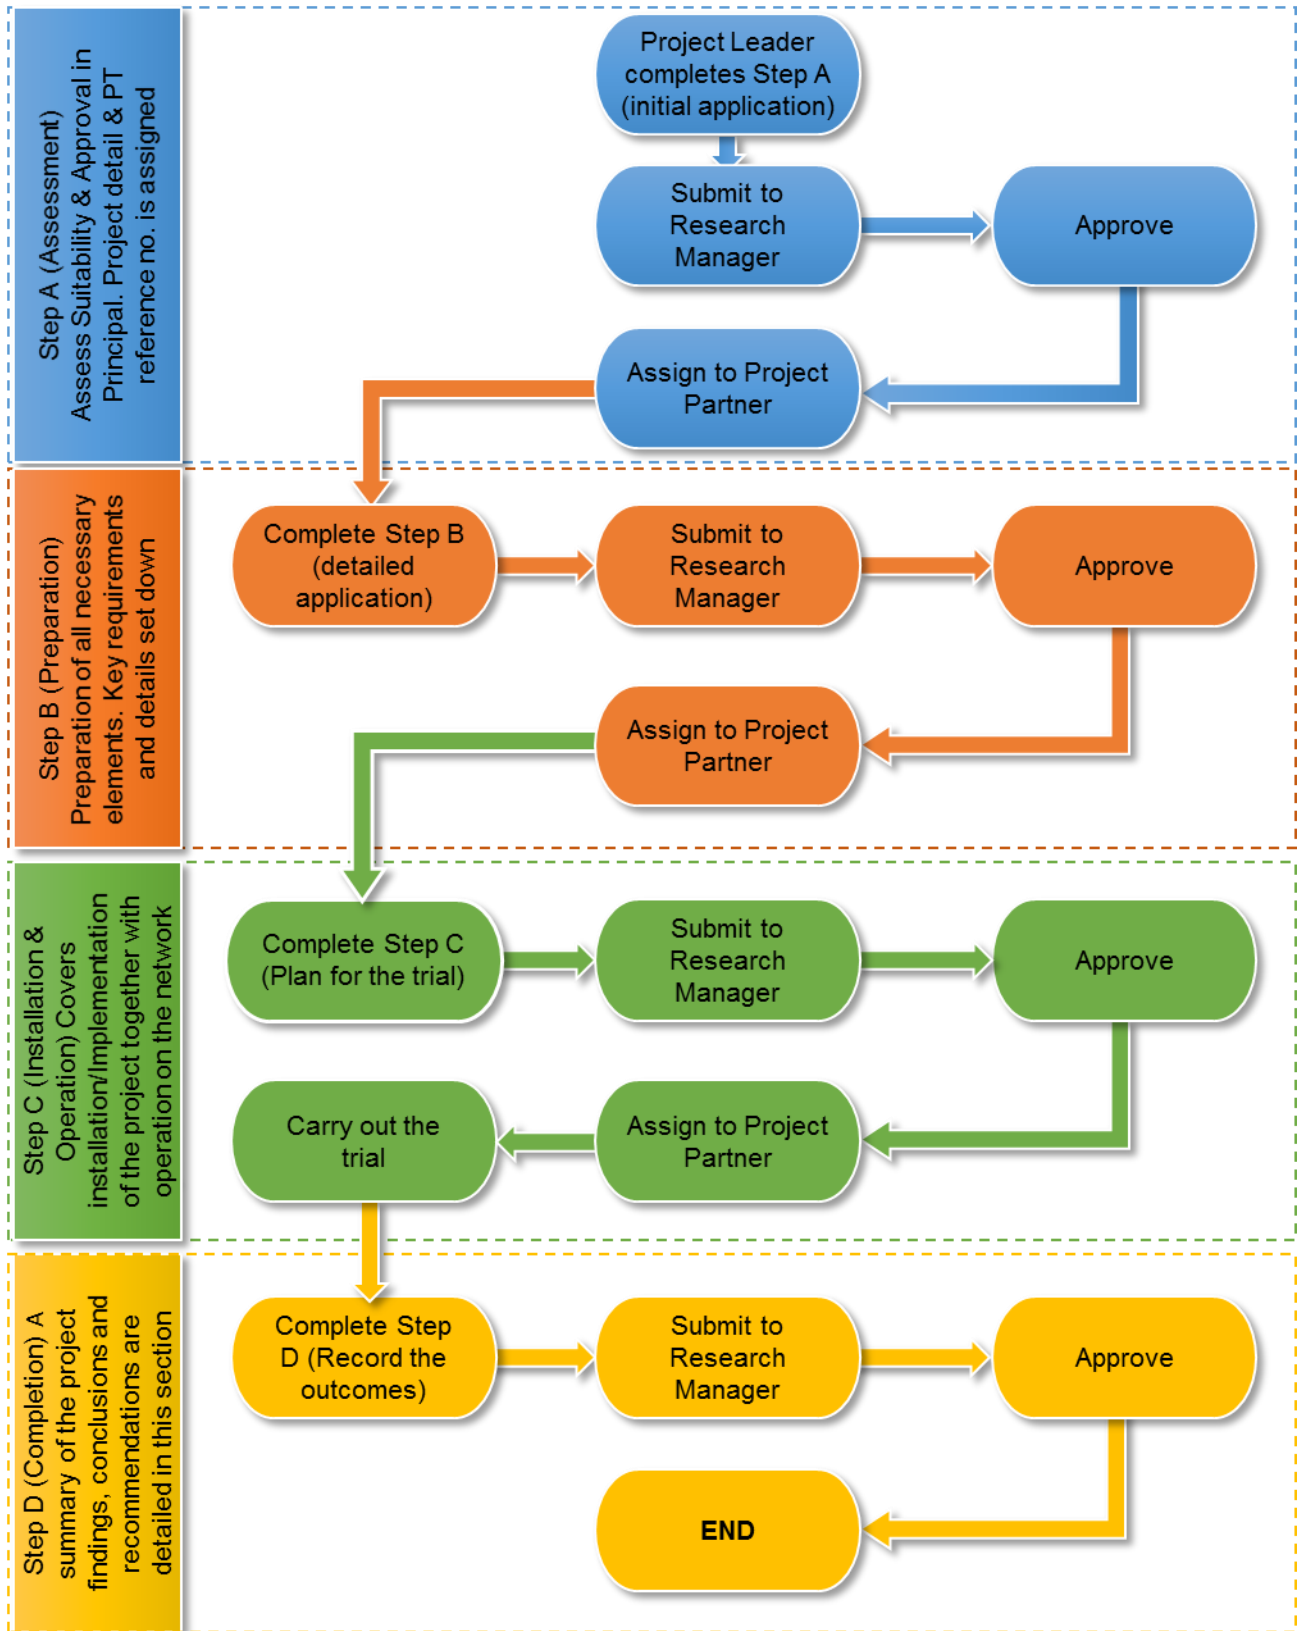 Step A (Assessment)
Assess Suitability & Approval in
Principal. Project detail & PT
reference no. is assigned
Project Leader
completes Step A
(initial application)
Submit to
Research
Manager
Approve
Assign to Project
Partner
Step B (Preparation)
Preparation of all necessary
elements. Key requirements
and details set down
Complete Step B
(detailed
application)
Submit to
Research
Manager
Approve
Assign to Project
Partner
Step C (Installation &
Operation) Covers
installation/Implementation
of the project together with
operation on the network
Complete Step C
(Plan for the trial)
Submit to
Research
Manager
Approve
Assign to Project
Partner
Carry out the
trial
Step D (Completion) A
summary of the project
findings, conclusions and
recommendations are
detailed in this section
Complete Step
D (Record the
outcomes)
Submit to
Research
Manager
Approve
END